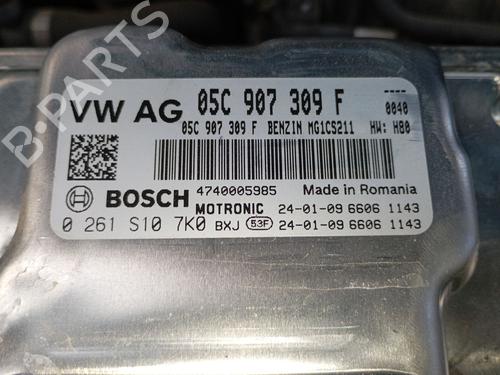 B-PARTS
VW AG 05C 907 309 F
----
0040
05C 907 309 F BENZIN MG1CS211 HW: H80
BOSCH 4740005985 Made in Romania
MOTRONIC 24-01-09 6606 1143
0 261 S10 7K0 BXJ 53F 24-01-09 6606 1143